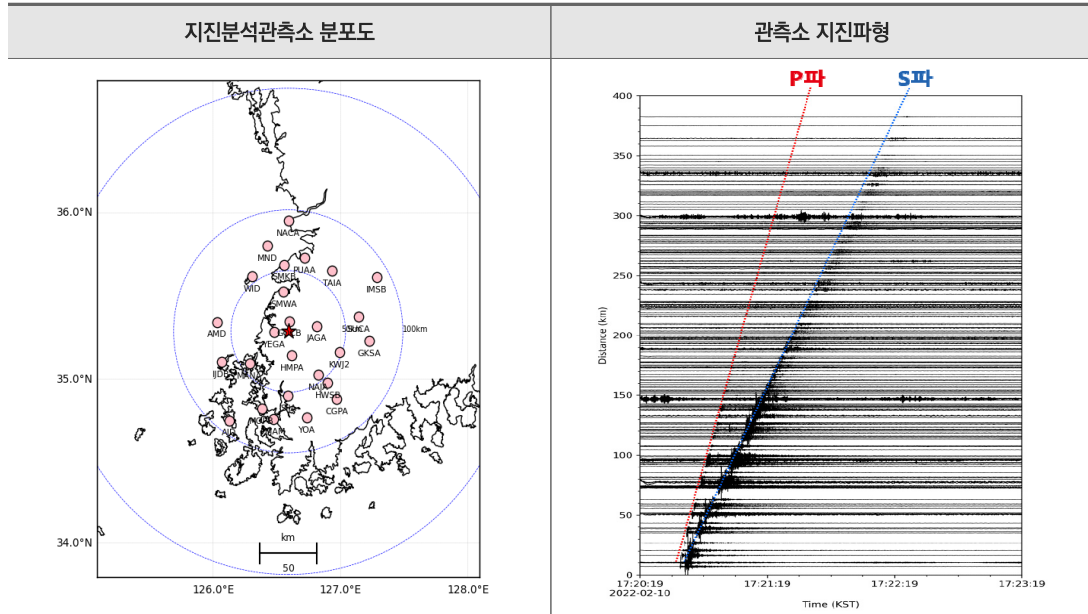 지진분석관측소 분포도
관측소 지진파형
36.0°N
35.0°N
34.0°N
126.0°E
127.0°E
128.0°E
NACA
MND
PUAA
SMKB
TAIA
WID
IMSB
SMWA
AMD
YEGA
JAGA
50km
100km
GKSA
HMPA
KWJ2
NAJA
HWSB
CGPA
YOA
km
50
P파
S파
400
350
300
250
200
150
100
50
0
Distance (km)
17:20:19
2022-02-10
17:21:19
17:22:19
17:23:19
Time (KST)